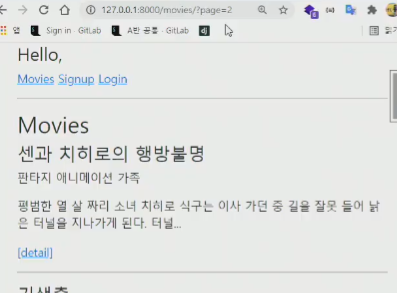 127.0.0.1:8000/movies/?page=2
앱 Sign in · GitLab A반 공통 · GitLab dj
Hello,
Movies Signup Login
Movies
센과 치히로의 행방불명
판타지 애니메이션 가족
평범한 열 살 짜리 소녀 치히로 식구는 이사 가던 중 길을 잘못 들어 낡
은 터널을 지나가게 된다. 터널...
[detail]